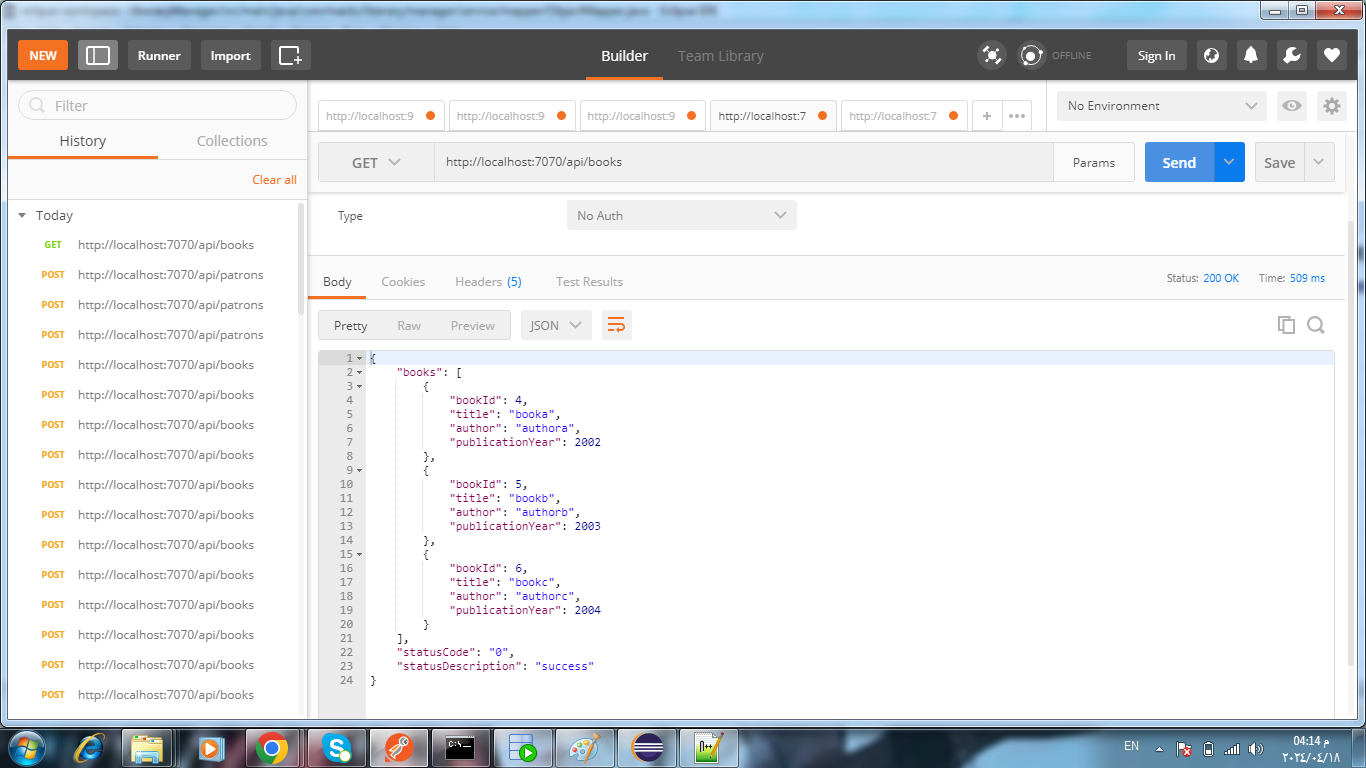 NEW
Runner
Import
Builder
Team Library
OFFLINE
Sign In
Filter
History
Collections
Clear all
Today
GET http://localhost:7070/api/books
POST http://localhost:7070/api/patrons
POST http://localhost:7070/api/patrons
POST http://localhost:7070/api/patrons
POST http://localhost:7070/api/books
POST http://localhost:7070/api/books
POST http://localhost:7070/api/books
POST http://localhost:7070/api/books
POST http://localhost:7070/api/books
POST http://localhost:7070/api/books
POST http://localhost:7070/api/books
POST http://localhost:7070/api/books
POST http://localhost:7070/api/books
POST http://localhost:7070/api/books
POST http://localhost:7070/api/books
POST http://localhost:7070/api/books
http://localhost:9
http://localhost:9
http://localhost:9
http://localhost:7
http://localhost:7
+
•••
No Environment
GET
http://localhost:7070/api/books
Params
Send
Save
Type
No Auth
Body
Cookies
Headers (5)
Test Results
Status: 200 OK
Time: 509 ms
Pretty
Raw
Preview
JSON
1 {
2 "books": [
3 {
4 "bookId": 4,
5 "title": "booka",
6 "author": "authora",
7 "publicationYear": 2002
8 },
9 {
10 "bookId": 5,
11 "title": "bookb",
12 "author": "authorb",
13 "publicationYear": 2003
14 },
15 {
16 "bookId": 6,
17 "title": "bookc",
18 "author": "authorc",
19 "publicationYear": 2004
20 }
21 ],
22 "statusCode": "0",
23 "statusDescription": "success"
24 }
EN
04:14 م
٢٠٢٤/٠٤/١٨